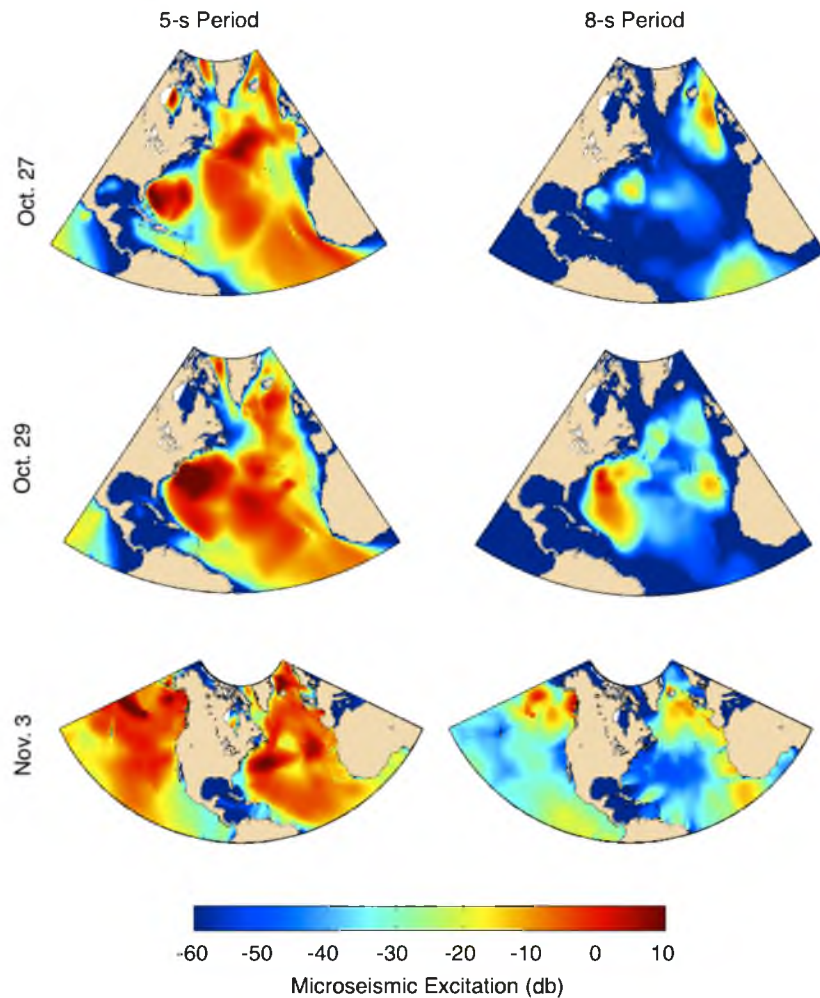 5-s Period
8-s Period
Oct. 27
Oct. 29
Nov. 3
-60 -50 -40 -30 -20 -10 0 10
Microseismic Excitation (db)